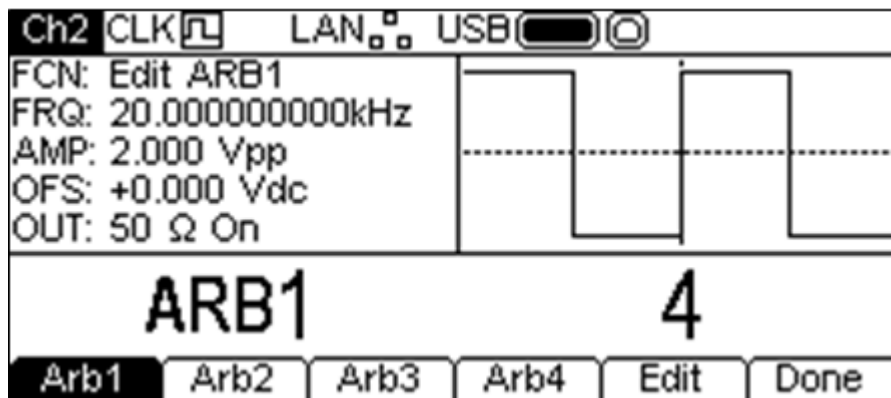 Ch2 CLK LAN USB
FCN: Edit ARB1
FRQ: 20.000000000kHz
AMP: 2.000 Vpp
OFS: +0.000 Vdc
OUT: 50 Ω On
ARB1 4
Arb1 Arb2 Arb3 Arb4 Edit Done